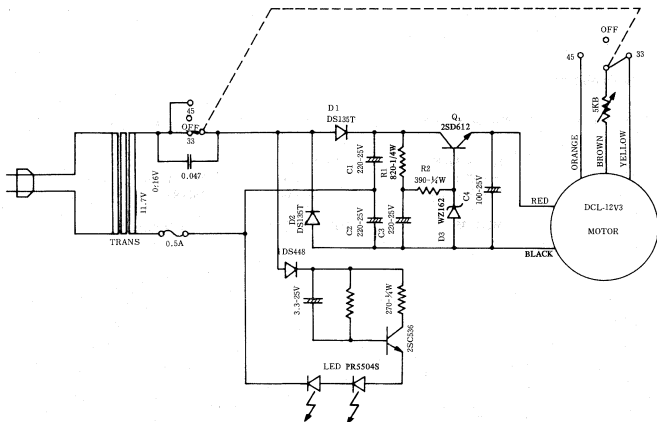 OFF
45
33
5KB
ORANGE
BROWN
YELLOW
45
OFF
33
0.047
D1
DS135T
Q1
2SD612
C1
220-25V
R1
820-1/4W
R2
390-¼W
WZ162
D3
C4
100-25V
RED
DCL-12V3
MOTOR
BLACK
0.16V
11.7V
TRANS
0.5A
D2
DS135T
C2
220-25V
C3
220-25V
DS448
3.3-25V
270-¼W
2SC536
LED PR5504S